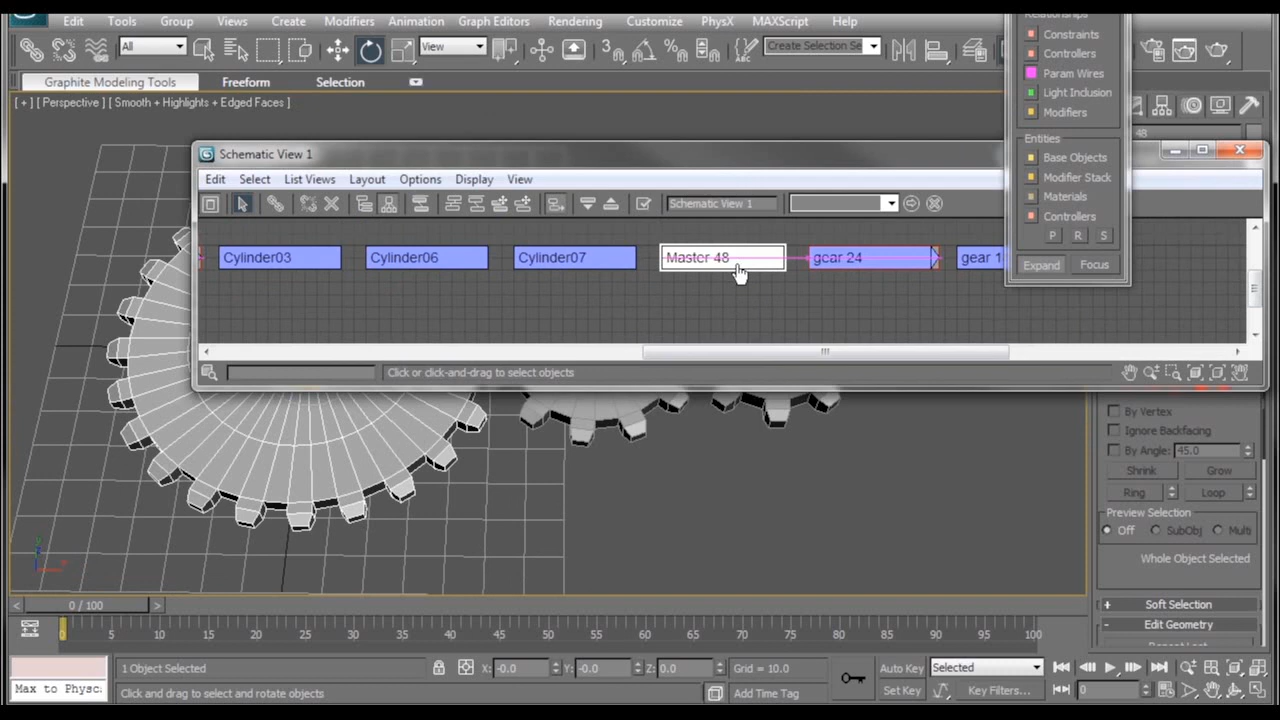 Edit Tools Group Views Create Modifiers Animation Graph Editors Rendering Customize PhysX MAXScript Help
Relationships
Constraints
Controllers
Param Wires
Light Inclusion
Modifiers
Entities
Base Objects
Modifier Stack
Materials
Controllers
P R S
Expand Focus
All View 3 Create Selection Se
Graphite Modeling Tools Freeform Selection
[ + ] [ Perspective ] [ Smooth + Highlights + Edged Faces ]
48
Schematic View 1
Edit Select List Views Layout Options Display View
Schematic View 1
Cylinder03 Cylinder06 Cylinder07 Master 48 gear 24 gear 1
Click or click-and-drag to select objects
By Vertex
Ignore Backfacing
By Angle: 45.0
Shrink Grow
Ring Loop
Preview Selection
Off SubObj Multi
Whole Object Selected
+ Soft Selection
- Edit Geometry
Repeat Last
< 0 / 100 >
0 5 10 15 20 25 30 35 40 45 50 55 60 65 70 75 80 85 90 95 100
1 Object Selected X: -0.0 Y: -0.0 Z: 0.0 Grid = 10.0 Auto Key Selected
Max to Physc Click and drag to select and rotate objects Add Time Tag Set Key Key Filters... 0